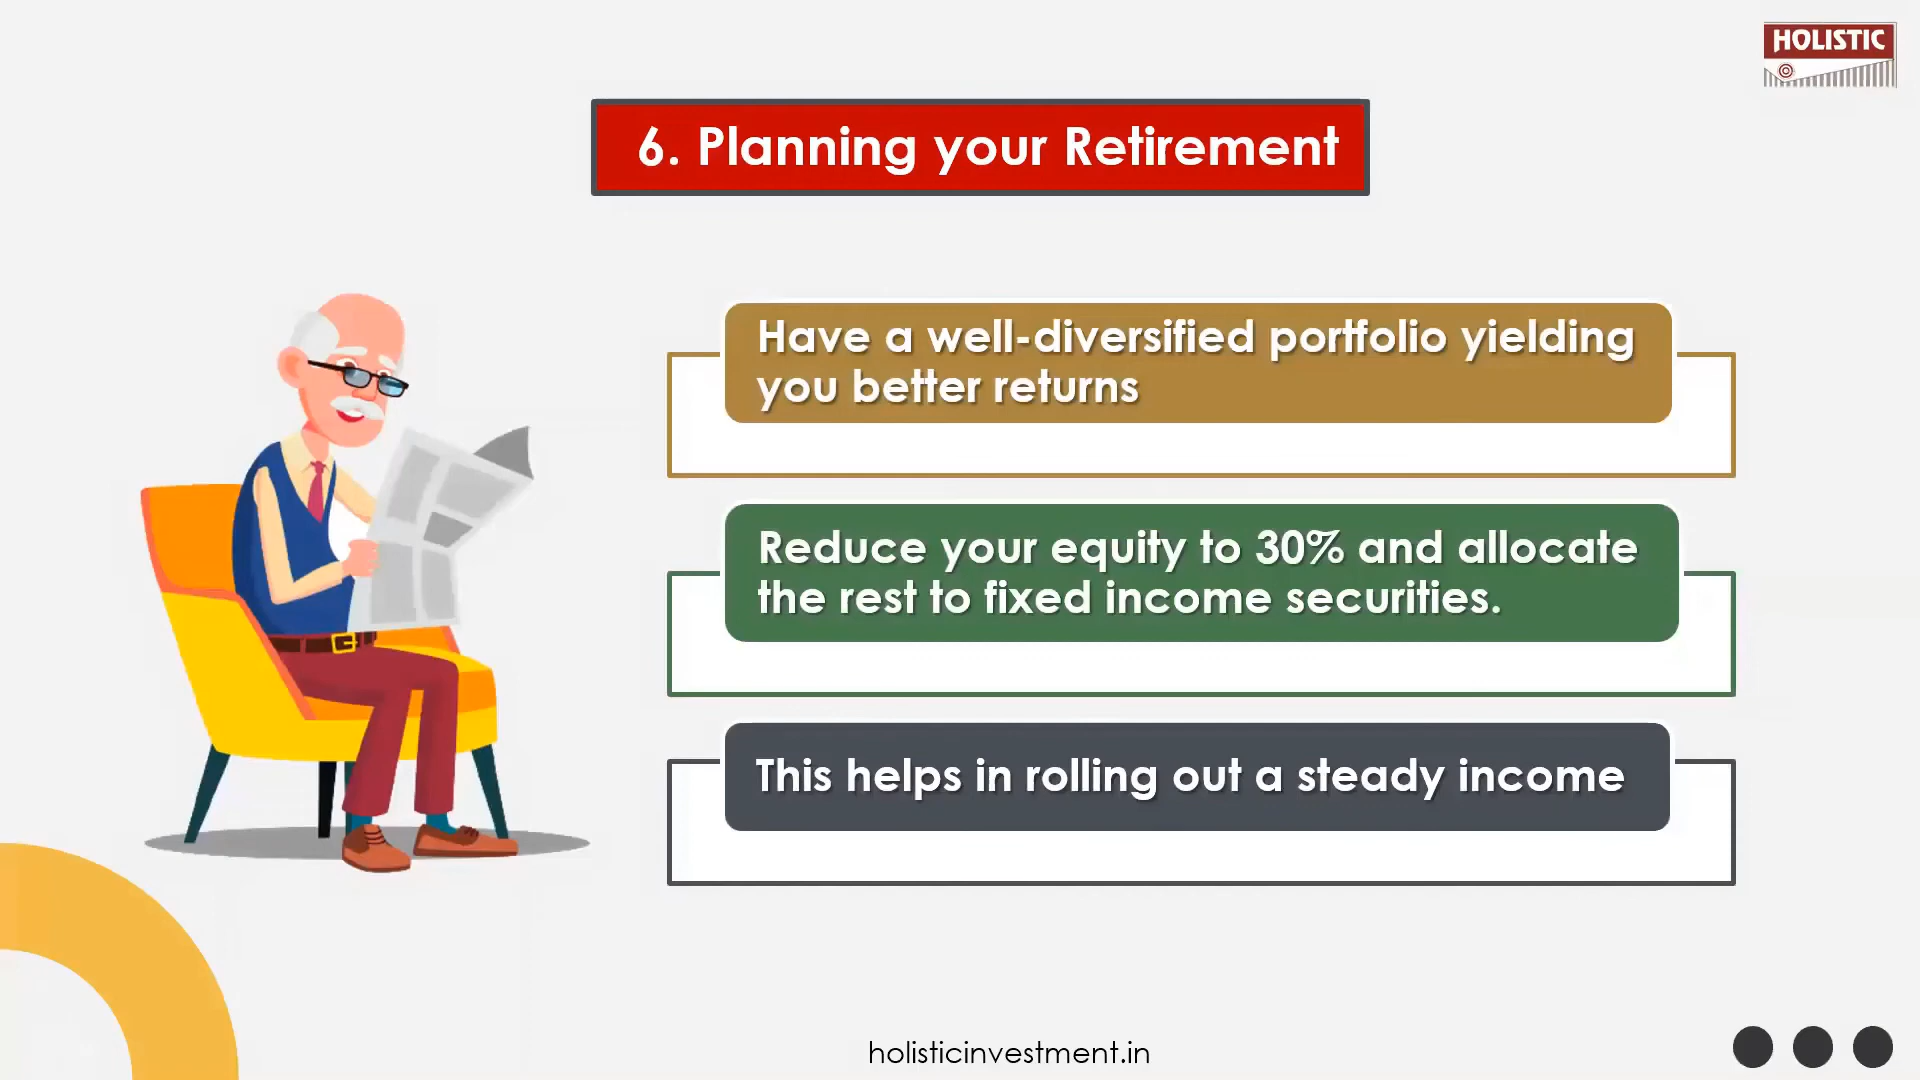 HOLISTIC
6. Planning your Retirement
Have a well-diversified portfolio yielding
you better returns
Reduce your equity to 30% and allocate
the rest to fixed income securities.
This helps in rolling out a steady income
holisticinvestment.in